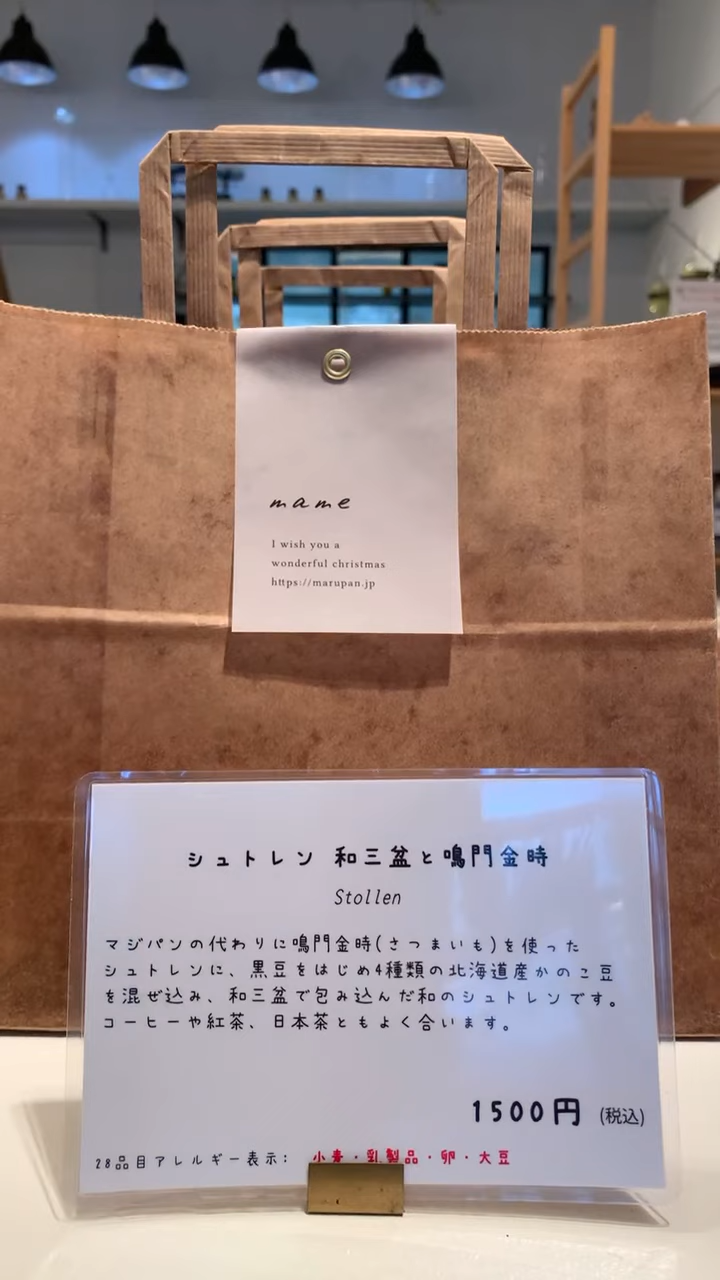 mame
I wish you a
wonderful christmas
https://marupan.jp
シュトレン 和三盆と鳴門金時
Stollen
マジパンの代わりに鳴門金時(さつまいも)を使った
シュトレンに、黒豆をはじめ4種類の北海道産かのこ豆
を混ぜ込み、和三盆で包み込んだ和のシュトレンです。
コーヒーや紅茶、日本茶ともよく合います。
1500円 (税込)
28品目アレルギー表示： 小麦・乳製品・卵・大豆